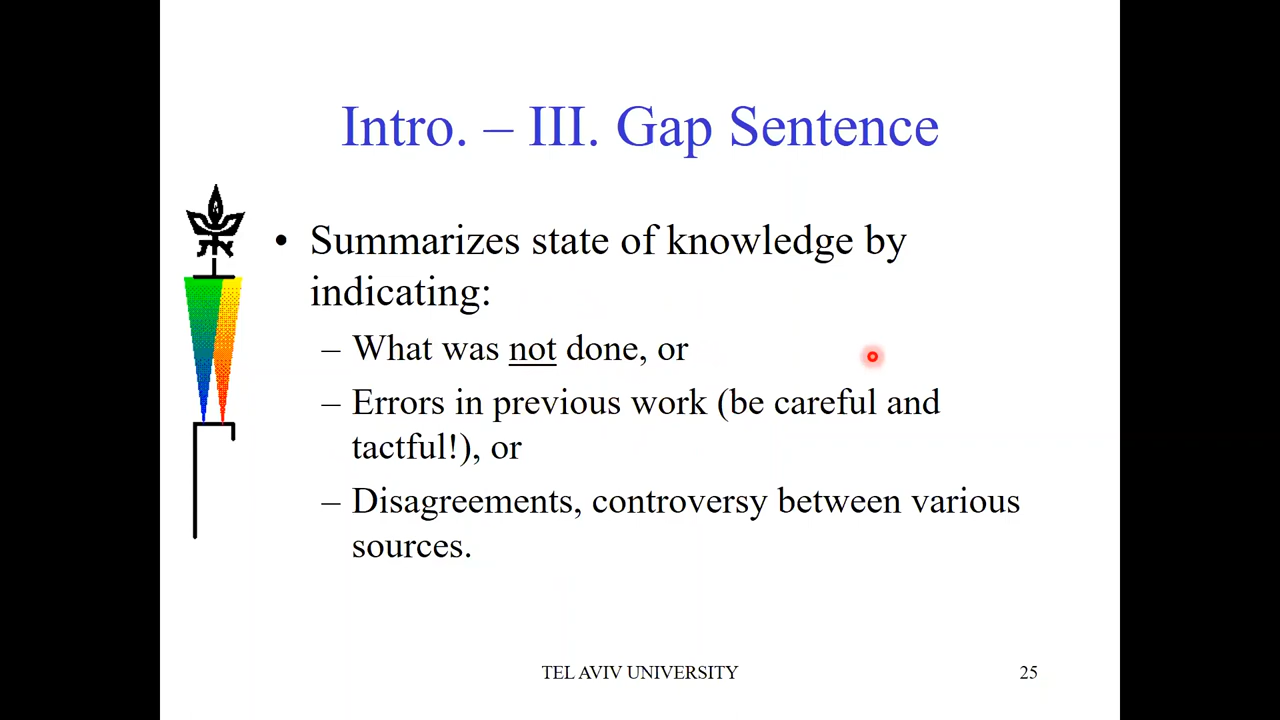 Intro. – III. Gap Sentence
• Summarizes state of knowledge by
indicating:
– What was not done, or
– Errors in previous work (be careful and
tactful!), or
– Disagreements, controversy between various
sources.
TEL AVIV UNIVERSITY
25